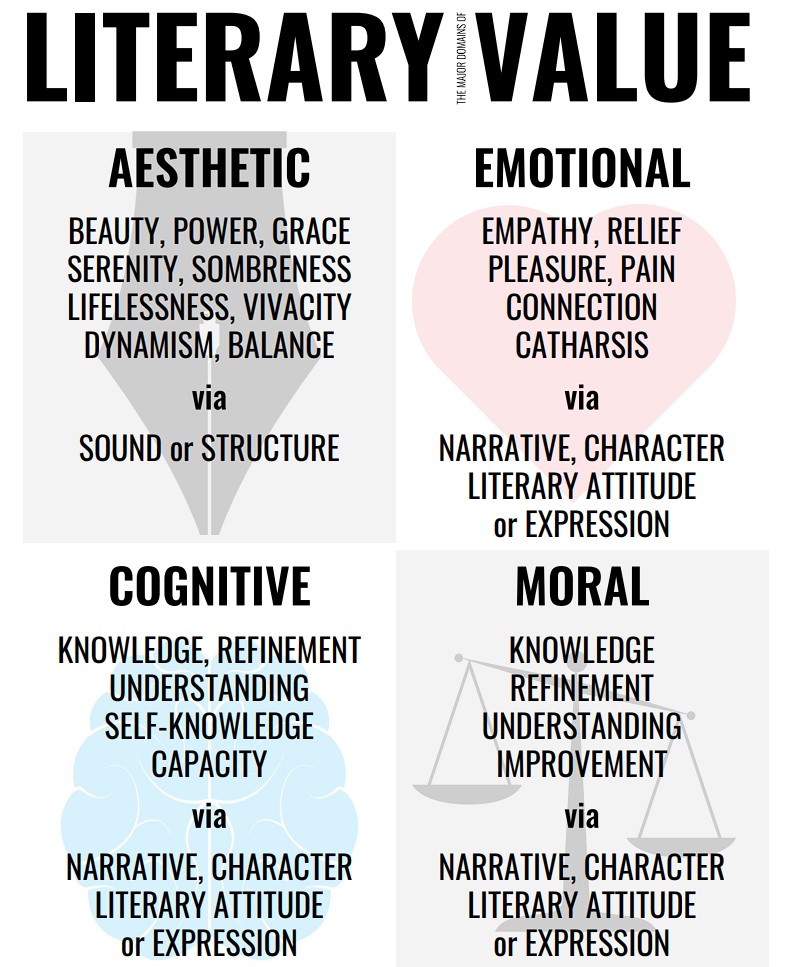 LITERARY THE MAJOR DOMAINS OF VALUE
AESTHETIC
BEAUTY, POWER, GRACE
SERENITY, SOMBRENESS
LIFELESSNESS, VIVACITY
DYNAMISM, BALANCE
via
SOUND or STRUCTURE
EMOTIONAL
EMPATHY, RELIEF
PLEASURE, PAIN
CONNECTION
CATHARSIS
via
NARRATIVE, CHARACTER
LITERARY ATTITUDE
or EXPRESSION
COGNITIVE
KNOWLEDGE, REFINEMENT
UNDERSTANDING
SELF-KNOWLEDGE
CAPACITY
via
NARRATIVE, CHARACTER
LITERARY ATTITUDE
or EXPRESSION
MORAL
KNOWLEDGE
REFINEMENT
UNDERSTANDING
IMPROVEMENT
via
NARRATIVE, CHARACTER
LITERARY ATTITUDE
or EXPRESSION